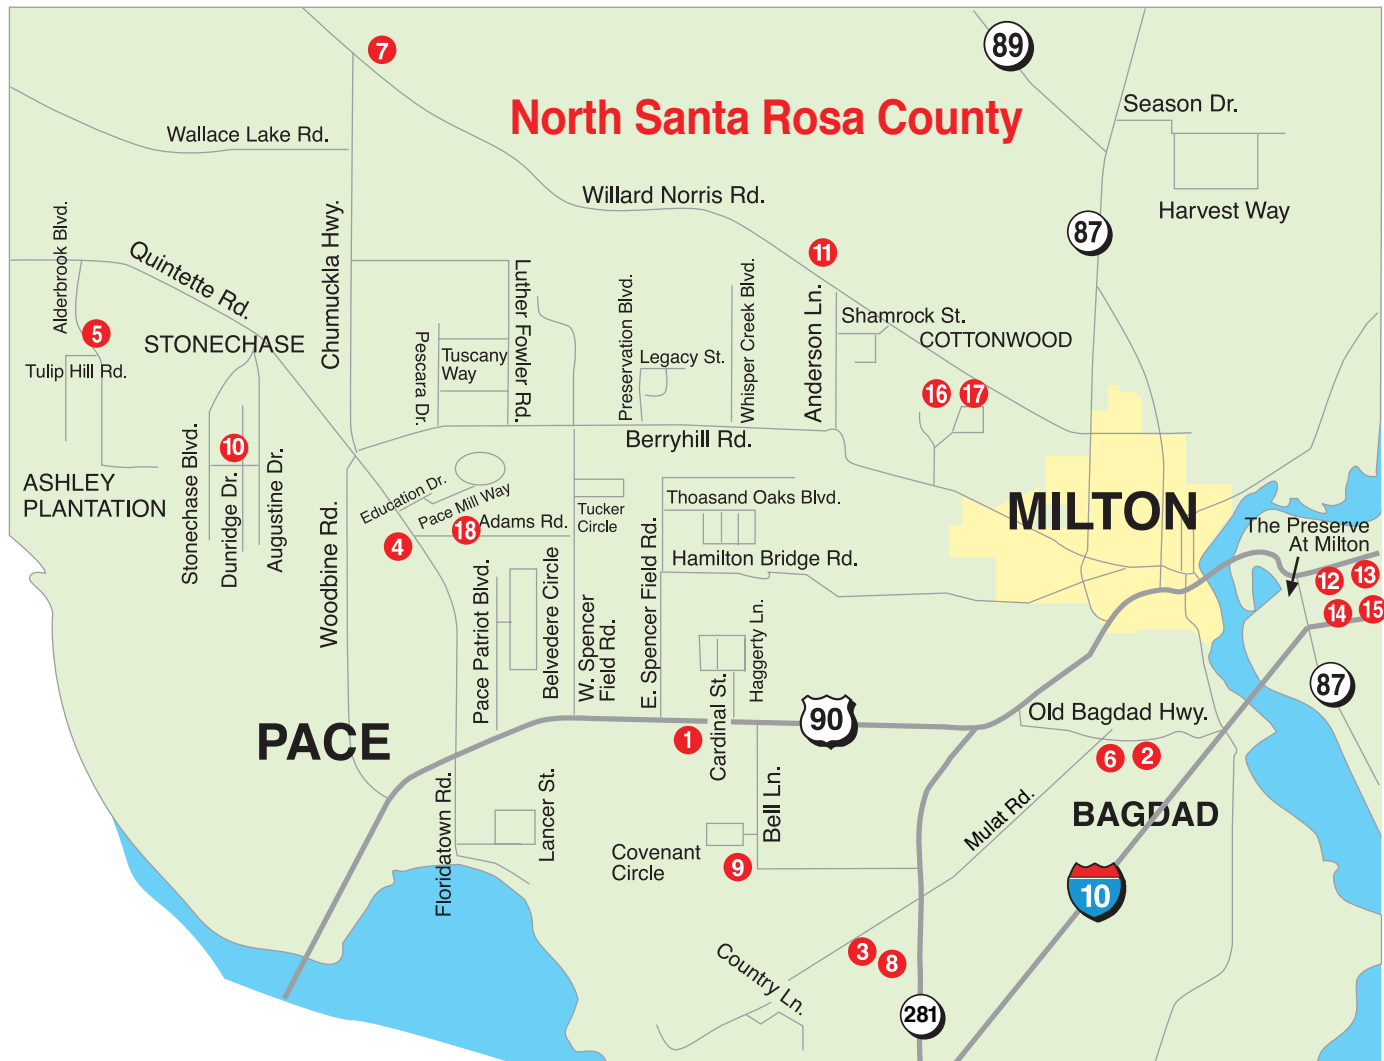 7
89
North Santa Rosa County
Season Dr.
Wallace Lake Rd.
Willard Norris Rd.
Harvest Way
Chumuckla Hwy.
87
Alderbrook Blvd.
Quintette Rd.
11
Luther Fowler Rd.
Preservation Blvd.
Whisper Creek Blvd.
Anderson Ln.
Shamrock St.
COTTONWOOD
5
STONECHASE
Tulip Hill Rd.
Pescara Dr.
Tuscany
Way
Legacy St.
16
17
Berryhill Rd.
10
ASHLEY
PLANTATION
Stonechase Blvd.
Dunridge Dr.
Augustine Dr.
Woodbine Rd.
Education Dr.
Pace Mill Way
18
Adams Rd.
4
Tucker
Circle
Thoasand Oaks Blvd.
Hamilton Bridge Rd.
MILTON
The Preserve
At Milton
12
13
14
15
Pace Patriot Blvd.
Belvedere Circle
W. Spencer
Field Rd.
E. Spencer Field Rd.
Cardinal St.
Haggerty Ln.
87
PACE
90
Old Bagdad Hwy.
1
6
2
Floridatown Rd.
Lancer St.
Bell Ln.
Mulat Rd.
BAGDAD
Covenant
Circle
9
10
3
8
Country Ln.
281